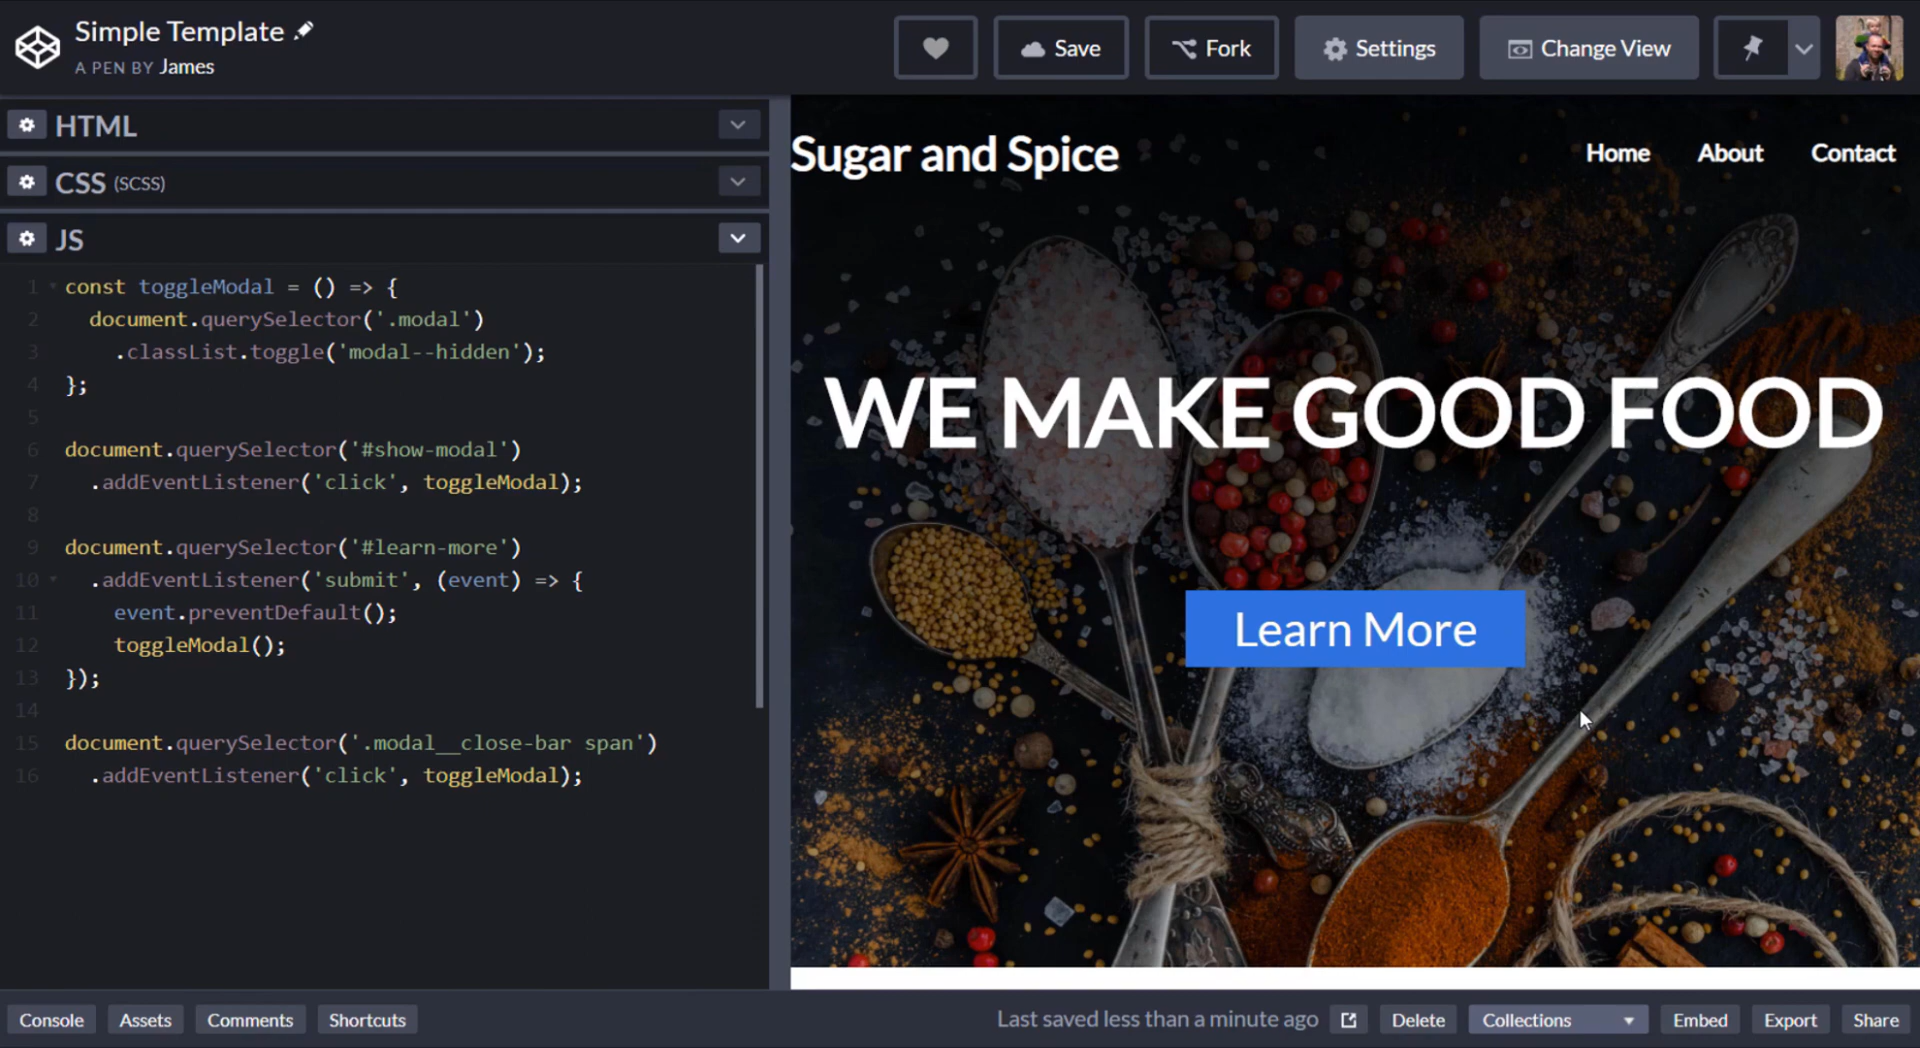 Simple Template
A PEN BY James
Save
Fork
Settings
Change View
HTML
CSS (SCSS)
JS
1 const toggleModal = () => {
2 document.querySelector('.modal')
3 .classList.toggle('modal--hidden');
4 };
5
6 document.querySelector('#show-modal')
7 .addEventListener('click', toggleModal);
8
9 document.querySelector('#learn-more')
10 .addEventListener('submit', (event) => {
11 event.preventDefault();
12 toggleModal();
13 });
14
15 document.querySelector('.modal__close-bar span')
16 .addEventListener('click', toggleModal);
Sugar and Spice
Home About Contact
WE MAKE GOOD FOOD
Learn More
Console Assets Comments Shortcuts
Last saved less than a minute ago
Delete
Collections
Embed
Export
Share